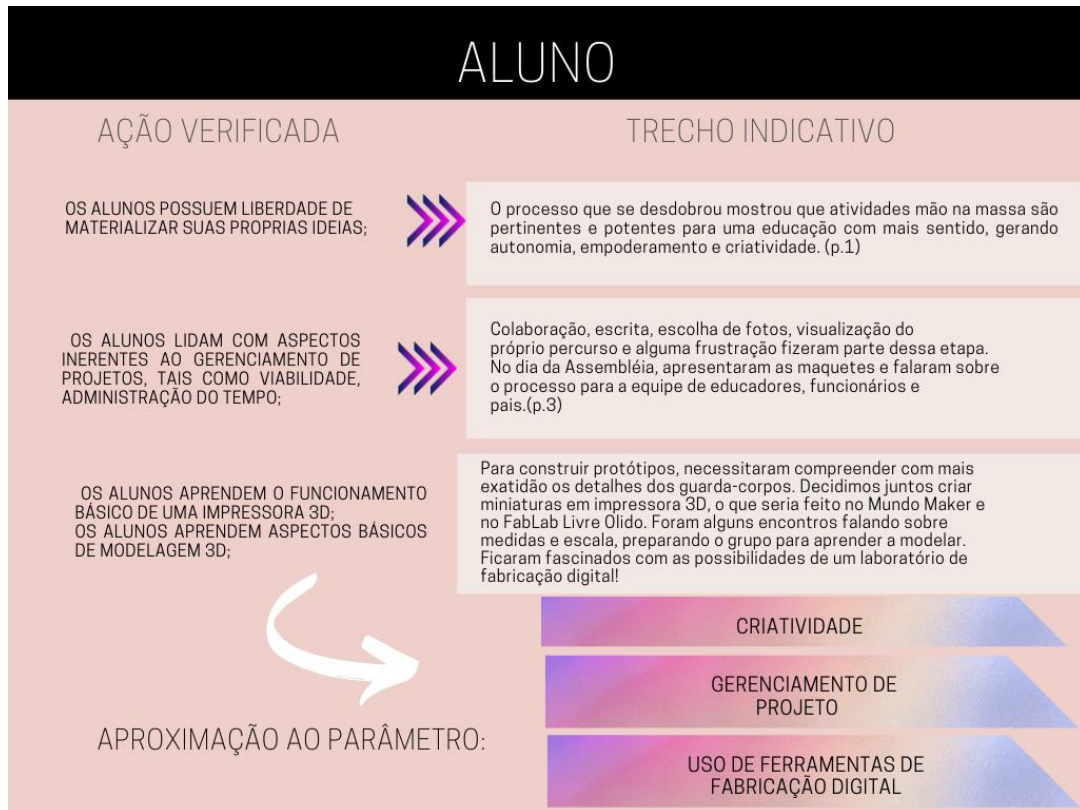 ALUNO
AÇÃO VERIFICADA
TRECHO INDICATIVO
OS ALUNOS POSSUEM LIBERDADE DE
MATERIALIZAR SUAS PROPRIAS IDEIAS;
O processo que se desdobrou mostrou que atividades mão na massa são
pertinentes e potentes para uma educação com mais sentido, gerando
autonomia, empoderamento e criatividade. (p.1)
OS ALUNOS LIDAM COM ASPECTOS
INERENTES AO GERENCIAMENTO DE
PROJETOS, TAIS COMO VIABILIDADE,
ADMINISTRAÇÃO DO TEMPO;
Colaboração, escrita, escolha de fotos, visualização do
próprio percurso e alguma frustração fizeram parte dessa etapa.
No dia da Assembléia, apresentaram as maquetes e falaram sobre
o processo para a equipe de educadores, funcionários e
pais.(p.3)
OS ALUNOS APRENDEM O FUNCIONAMENTO
BÁSICO DE UMA IMPRESSORA 3D;
OS ALUNOS APRENDEM ASPECTOS BÁSICOS
DE MODELAGEM 3D;
Para construir protótipos, necessitaram compreender com mais
exatidão os detalhes dos guarda-corpos. Decidimos juntos criar
miniaturas em impressora 3D, o que seria feito no Mundo Maker e
no FabLab Livre Olido. Foram alguns encontros falando sobre
medidas e escala, preparando o grupo para aprender a modelar.
Ficaram fascinados com as possibilidades de um laboratório de
fabricação digital!
APROXIMAÇÃO AO PARÂMETRO:
CRIATIVIDADE
GERENCIAMENTO DE
PROJETO
USO DE FERRAMENTAS DE
FABRICAÇÃO DIGITAL